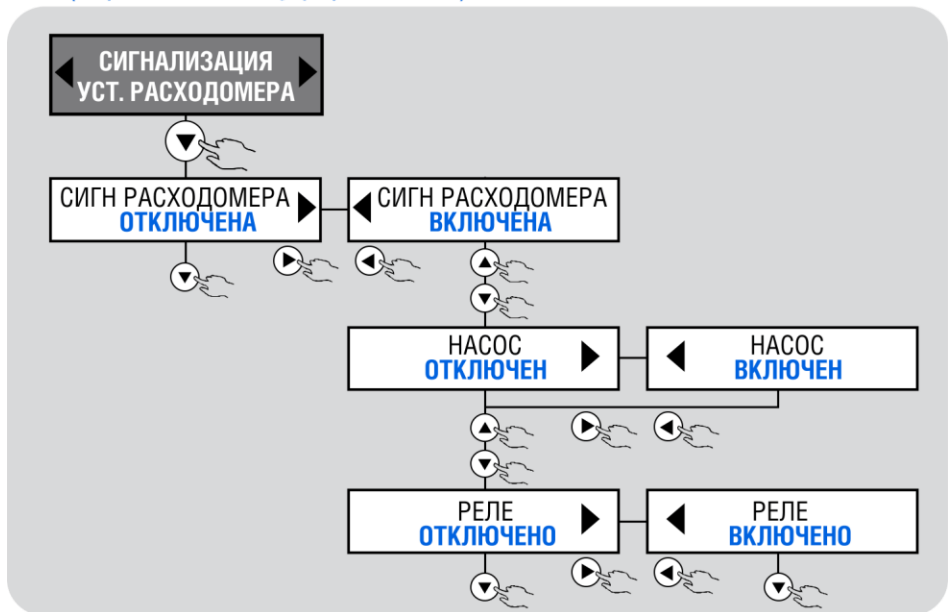 СИГНАЛИЗАЦИЯ
УСТ. РАСХОДОМЕРА
СИГН РАСХОДОМЕРА
ОТКЛЮЧЕНА
СИГН РАСХОДОМЕРА
ВКЛЮЧЕНА
НАСОС
ОТКЛЮЧЕН
НАСОС
ВКЛЮЧЕН
РЕЛЕ
ОТКЛЮЧЕНО
РЕЛЕ
ВКЛЮЧЕНО